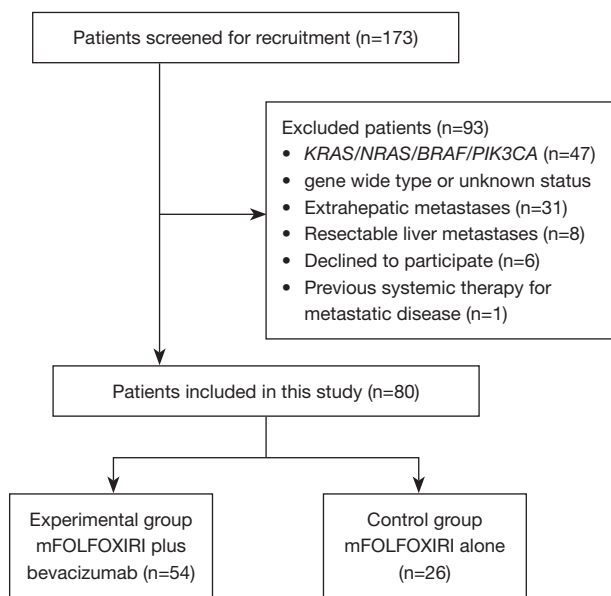 Patients screened for recruitment (n=173)
Excluded patients (n=93)
• KRAS/NRAS/BRAF/PIK3CA (n=47)
• gene wide type or unknown status
• Extrahepatic metastases (n=31)
• Resectable liver metastases (n=8)
• Declined to participate (n=6)
• Previous systemic therapy for
metastatic disease (n=1)
Patients included in this study (n=80)
Experimental group
mFOLFOXIRI plus
bevacizumab (n=54)
Control group
mFOLFOXIRI alone
(n=26)